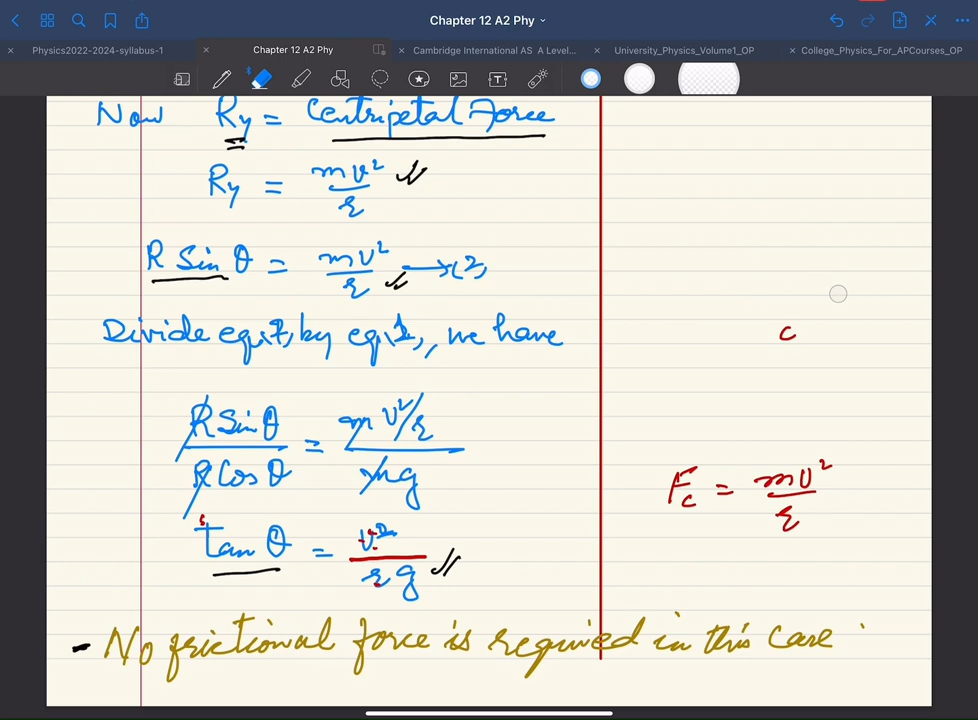 Chapter 12 A2 Phy
Physics2022-2024-syllabus-1
Chapter 12 A2 Phy
Cambridge International AS A Level...
University_Physics_Volume1_OP
College_Physics_For_APCourses_OP
Now Ry = Centripetal Force
Ry = mv²/r
R Sin θ = mv²/r → (2)
Divide eq(2) by eq(1), we have
RSinθ/RCosθ = mv²/r/mg
tan θ = v²/rg
c
Fc = mv²/r
- No frictional force is required in this case